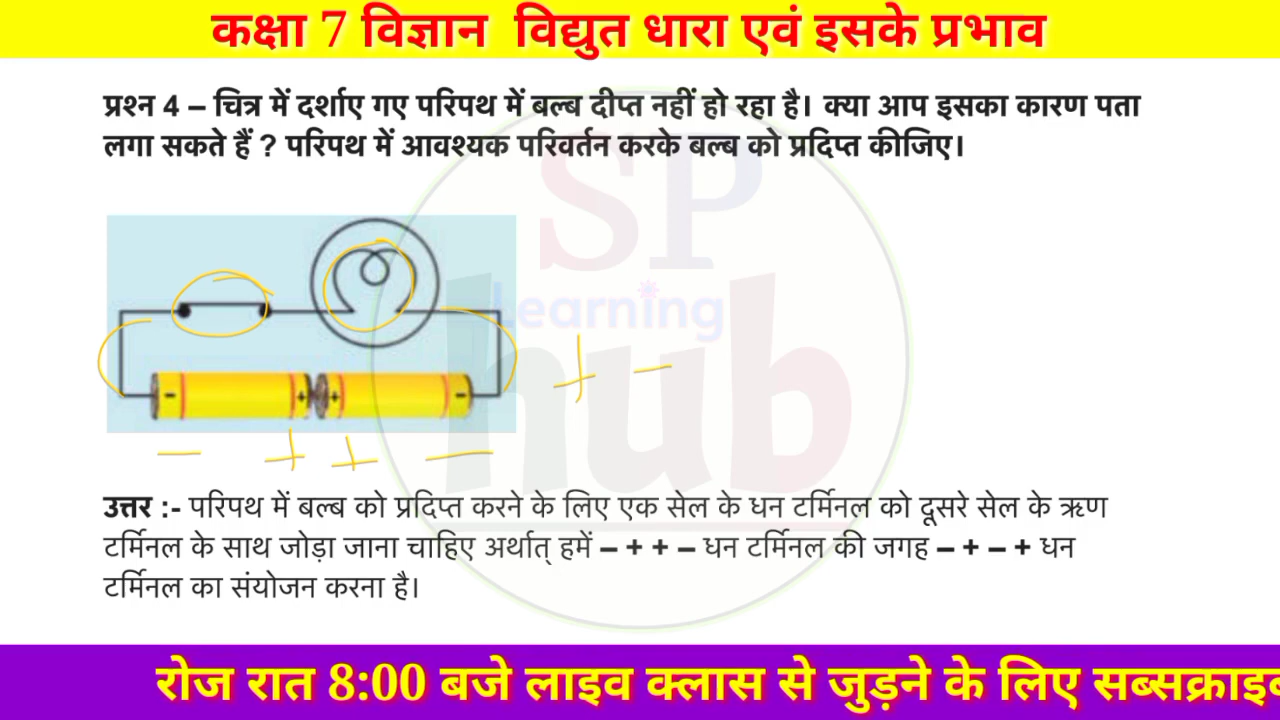 कक्षा 7 विज्ञान विद्युत धारा एवं इसके प्रभाव
प्रश्न 4 – चित्र में दर्शाए गए परिपथ में बल्ब दीप्त नहीं हो रहा है। क्या आप इसका कारण पता
लगा सकते हैं ? परिपथ में आवश्यक परिवर्तन करके बल्ब को प्रदिप्त कीजिए।
SP
Learning
hub
+ –
- + + -
– + + –
उत्तर :- परिपथ में बल्ब को प्रदिप्त करने के लिए एक सेल के धन टर्मिनल को दूसरे सेल के ऋण
टर्मिनल के साथ जोड़ा जाना चाहिए अर्थात् हमें – + + – धन टर्मिनल की जगह – + – + धन
टर्मिनल का संयोजन करना है।
रोज रात 8:00 बजे लाइव क्लास से जुड़ने के लिए